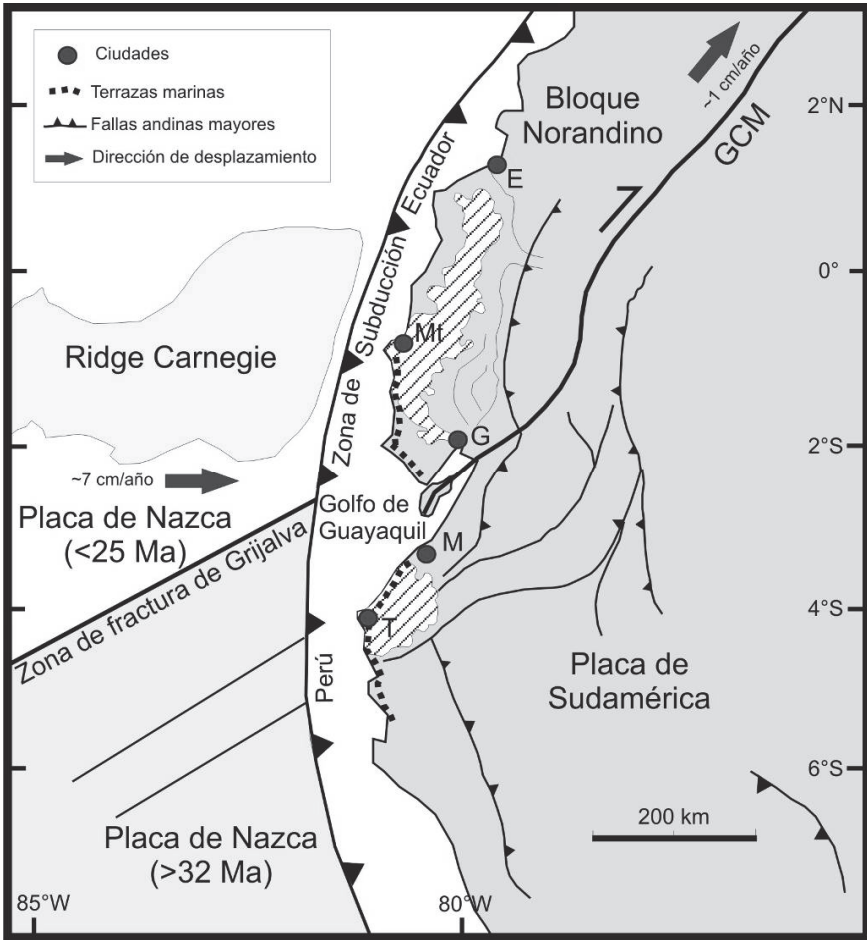 Ciudades
Terrazas marinas
Fallas andinas mayores
Dirección de desplazamiento
~1 cm/año
Bloque
Norandino
GCM
2°N
E
Zona de Subducción Ecuador
0°
Ridge Carnegie
Mt
G
2°S
~7 cm/año
Placa de Nazca
(<25 Ma)
Golfo de
Guayaquil
M
Zona de fractura de Grijalva
T
4°S
Perú
Placa de
Sudamérica
6°S
200 km
Placa de Nazca
(>32 Ma)
85°W
80°W